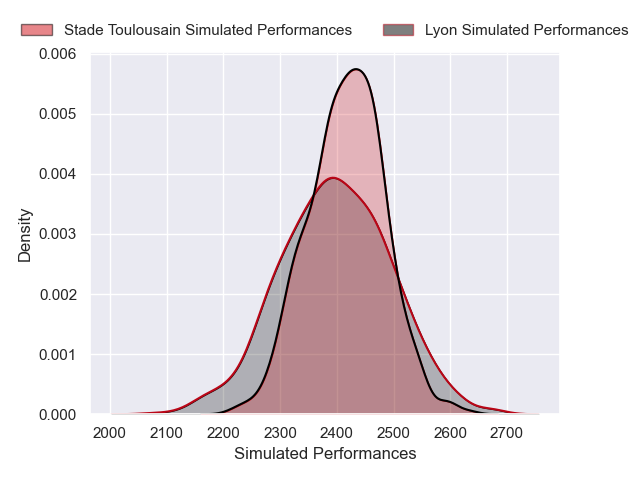 Stade Toulousain Simulated Performances
Lyon Simulated Performances
0.006
0.005
0.004
0.003
0.002
0.001
0.000
Density
2000 2100 2200 2300 2400 2500 2600 2700
Simulated Performances